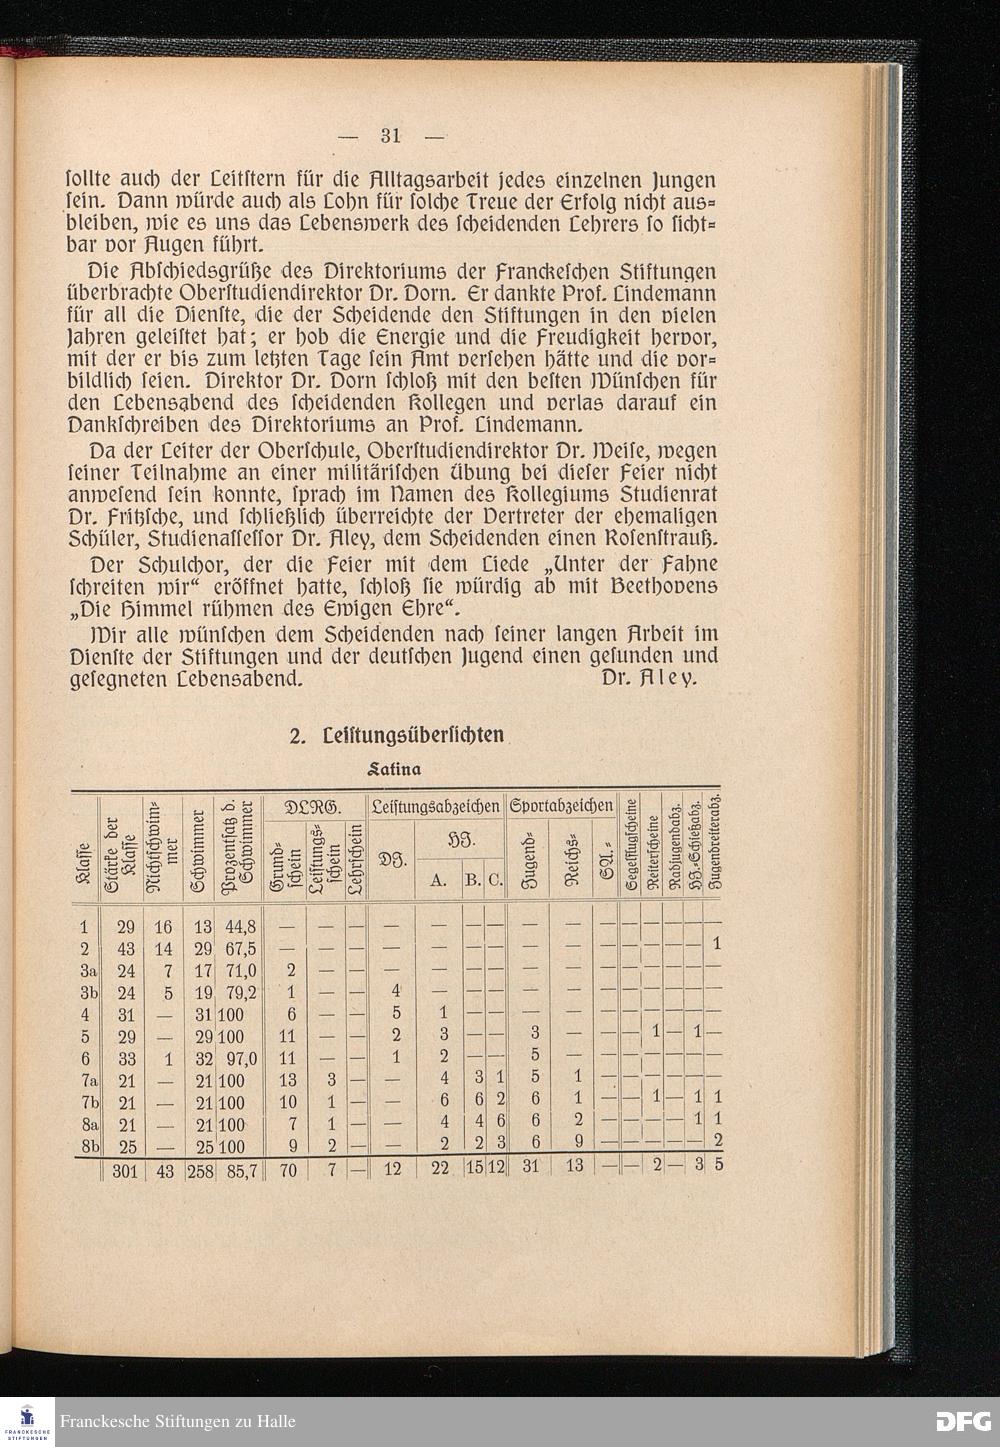 — 31 —
sollte auch der Leitstern für die Alltagsarbeit jedes einzelnen Jungen
sein. Dann würde auch als Lohn für solche Treue der Erfolg nicht aus-
bleiben, wie es uns das Lebenswerk des scheidenden Lehrers so sicht-
bar vor Augen führt.
Die Abschiedsgrüße des Direktoriums der Franckeschen Stiftungen
überbrachte Oberstudiendirektor Dr. Dorn. Er dankte Prof. Lindemann
für all die Dienste, die der Scheidende den Stiftungen in den vielen
Jahren geleistet hat; er hob die Energie und die Freudigkeit hervor,
mit der er bis zum letzten Tage sein Amt versehen hätte und die vor-
bildlich seien. Direktor Dr. Dorn schloß mit den besten Wünschen für
den Lebensabend des scheidenden Kollegen und verlas darauf ein
Dankschreiben des Direktoriums an Prof. Lindemann.
Da der Leiter der Oberschule, Oberstudiendirektor Dr. Weise, wegen
seiner Teilnahme an einer militärischen Übung bei dieser Feier nicht
anwesend sein konnte, sprach im Namen des Kollegiums Studienrat
Dr. Fritzsche, und schließlich überreichte der Vertreter der ehemaligen
Schüler, Studienassessor Dr. Aley, dem Scheidenden einen Rosenstrauß.
Der Schulchor, der die Feier mit dem Liede „Unter der Fahne
schreiten wir“ eröffnet hatte, schloß sie würdig ab mit Beethovens
„Die Himmel rühmen des Ewigen Ehre“.
Wir alle wünschen dem Scheidenden nach seiner langen Arbeit im
Dienste der Stiftungen und der deutschen Jugend einen gesunden und
gesegneten Lebensabend. Dr. Aley.
2. Leistungsübersichten
Latina
Klasse | Stärke der Klasse | Nichtschwimmer | Schwimmer | Prozentsatz d. Schwimmer | DLRG. Grundschein | Leistungsschein | Lehrschein | Leistungsabzeichen DJ. | HJ. A. | B. | C. | Sportabzeichen Jugend- | Reichs- | SA.- | Segelflugscheine | Reiterscheine | Radjugendabz. | HJ.-Schießabz. | Jugendreiterabz.
1 29 16 13 44,8 — — — — — — — — — — — — — — —
2 43 14 29 67,5 — — — — — — — — — — — — — — 1
3a 24 7 17 71,0 2 — — — — — — — — — — — — — —
3b 24 5 19 79,2 1 — — 4 — — — — — — — — — — —
4 31 — 31 100 6 — — 5 1 — — — — — — — — — —
5 29 — 29 100 11 — — 2 3 — — 3 — — — 1 — 1 —
6 33 1 32 97,0 11 — — 1 2 — — 5 — — — — — — —
7a 21 — 21 100 13 3 — — 4 3 1 5 1 — — — — — —
7b 21 — 21 100 10 1 — — 6 6 2 6 1 — — 1 — 1 1
8a 21 — 21 100 7 1 — — 4 4 6 6 2 — — — — 1 1
8b 25 — 25 100 9 2 — — 2 2 3 6 9 — — — — — 2
301 43 258 85,7 70 7 — 12 22 15 12 31 13 — — 2 — 3 5
FRANCKESCHE STIFTUNGEN
Franckesche Stiftungen zu Halle
DFG